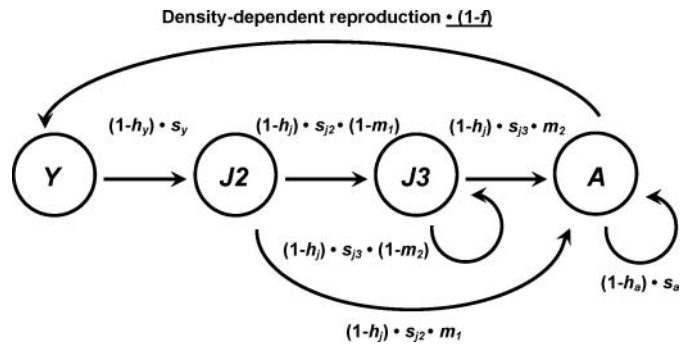 Density-dependent reproduction • (1-f)
(1-hy) • sy
(1-hj) • sj2 • (1-m1)
(1-hj) • sj3 • m2
Y
J2
J3
A
(1-hj) • sj3 • (1-m2)
(1-ha) • sa
(1-hj) • sj2 • m1